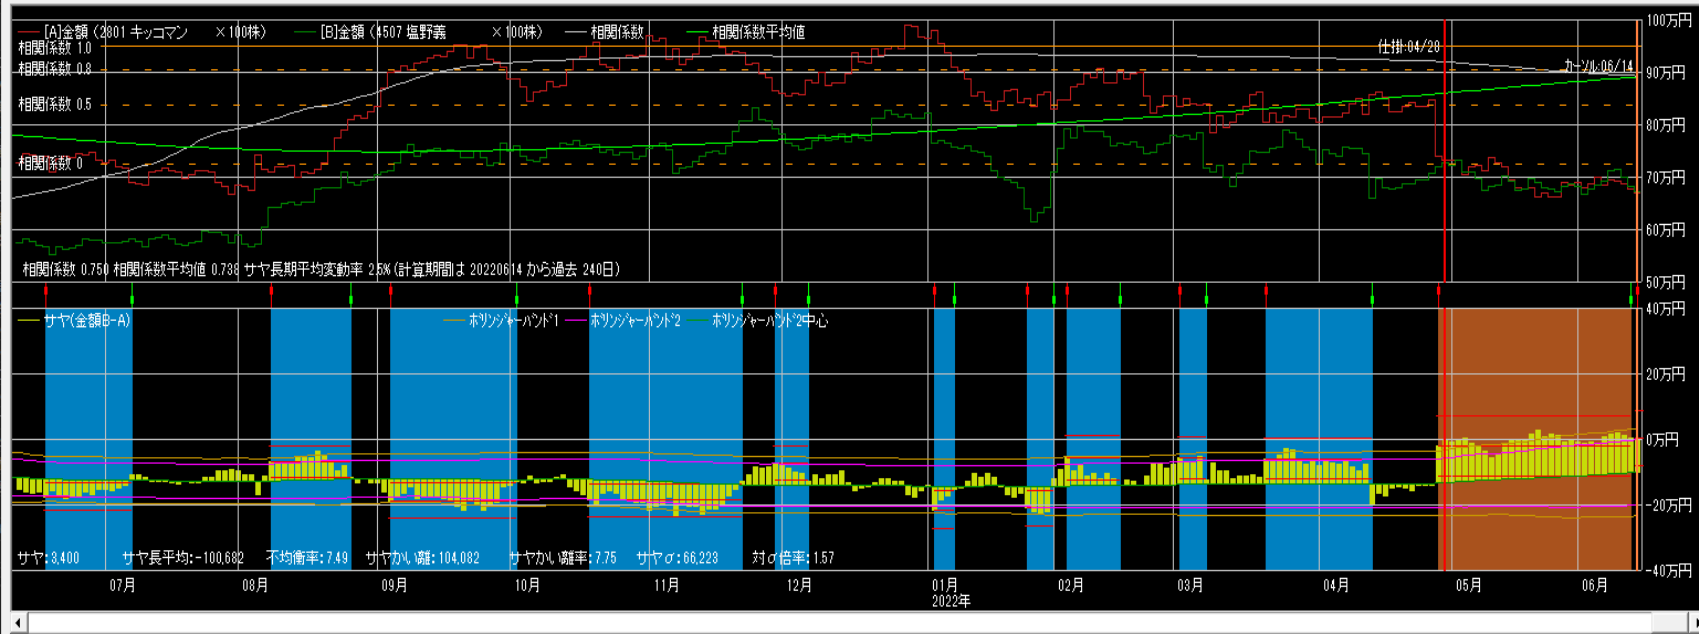 [A]金額(2801 キッコマン ×100株) [B]金額(4507 塩野義 ×100株) 相関係数 相関係数平均値
100万円
相関係数 1.0
仕掛:04/28
相関係数 0.8
カーソル:06/14
90万円
相関係数 0.5
80万円
相関係数 0
70万円
60万円
相関係数 0.750 相関係数平均値 0.738 サヤ長期平均変動率 25%(計算期間は 20220614 から過去 240日)
50万円
40万円
サヤ(金額B-A) ボリンジャーバンド1 ボリンジャーバンド2 ボリンジャーバンド2中心
20万円
0万円
-20万円
サヤ:3,400 サヤ長平均:-100,682 不均衡率:7.49 サヤかい離:104,082 サヤかい離率:7.75 サヤσ:66,223 対σ倍率:1.57
-40万円
07月 08月 09月 10月 11月 12月 01月 02月 03月 04月 05月 06月
2022年